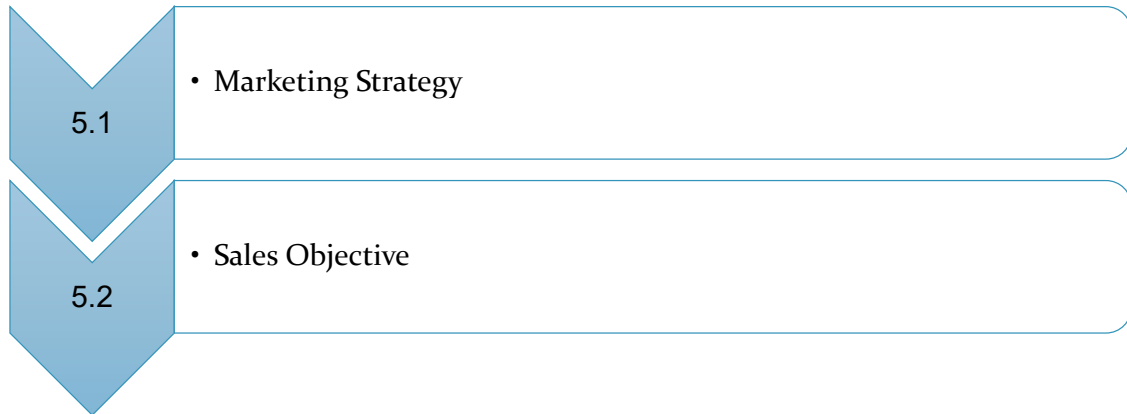 5.1
• Marketing Strategy
5.2
• Sales Objective